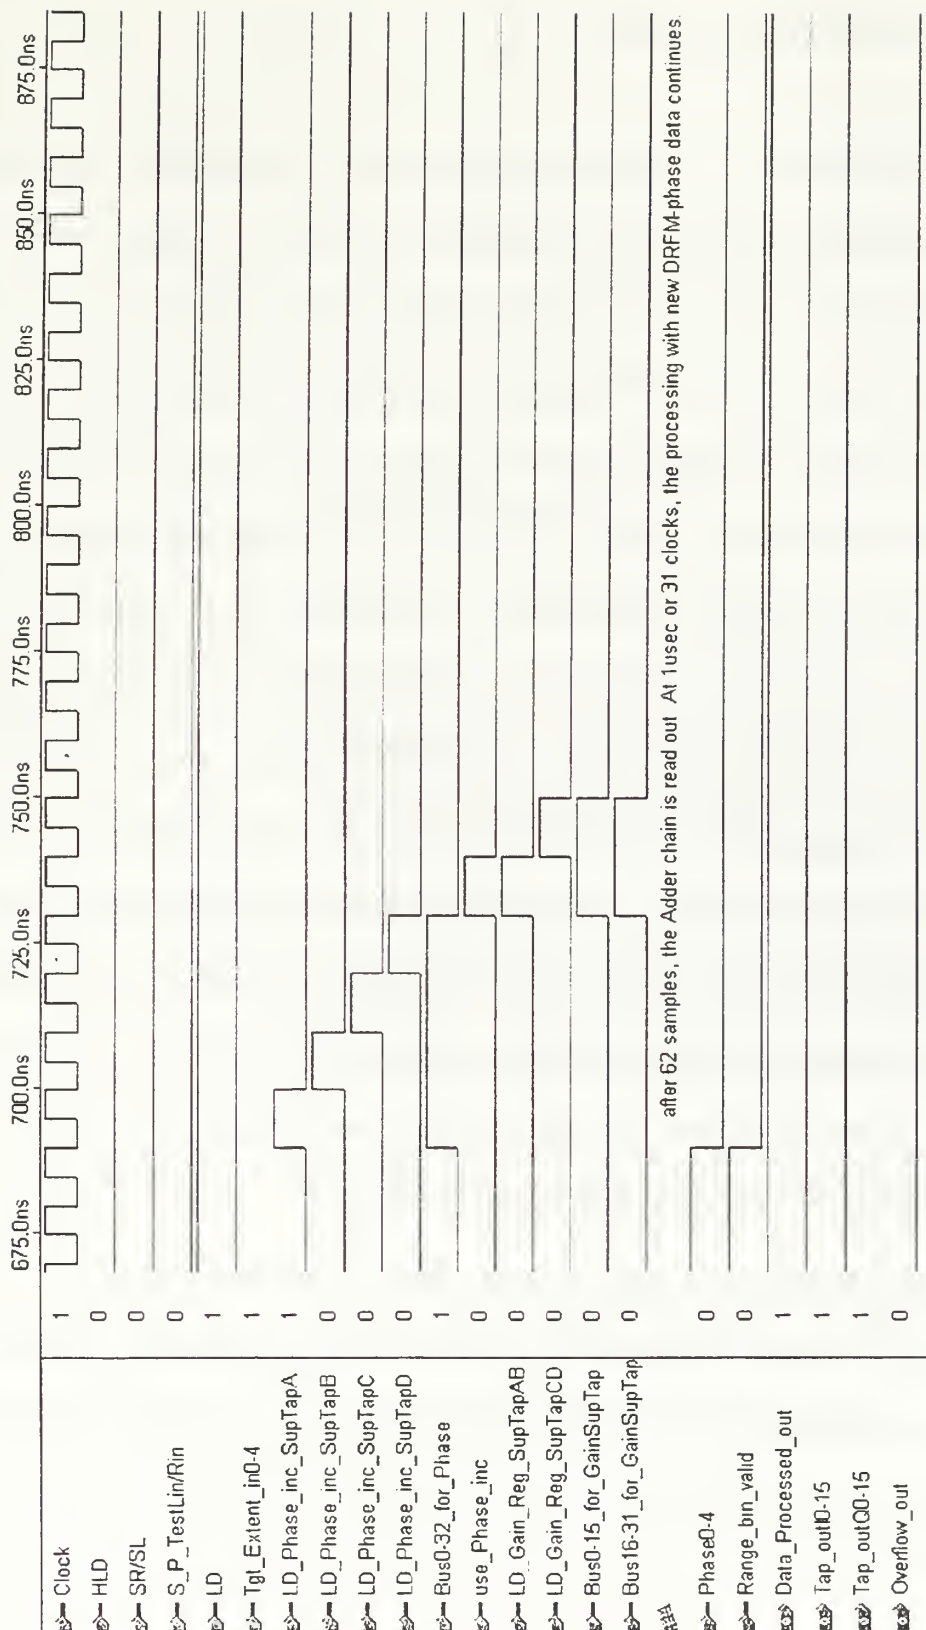 675.0ns 700.0ns 725.0ns 750.0ns 775.0ns 800.0ns 825.0ns 850.0ns 875.0ns
Clock 1
HLD 0
SR/SL 0
S_P_TestLin/Rin 0
LD 1
Tgt_Extent_in0-4 1
LD_Phase_inc_SupTapA 1
LD_Phase_inc_SupTapB 0
LD_Phase_inc_SupTapC 0
LD_Phase_inc_SupTapD 0
Bus0-32_for_Phase 1
use_Phase_inc 0
LD_Gain_Reg_SupTapAB 0
LD_Gain_Reg_SupTapCD 0
Bus0-15_for_GainSupTap 0
Bus16-31_for_GainSupTap 0
after 62 samples, the Adder chain is read out At 1usec or 31 clocks, the processing with new DRFM-phase data continues.
Phase0-4 0
Range_bin_valid 0
Data_Processed_out 1
Tap_outI0-15 1
Tap_outQ0-15 1
Overflow_out 0